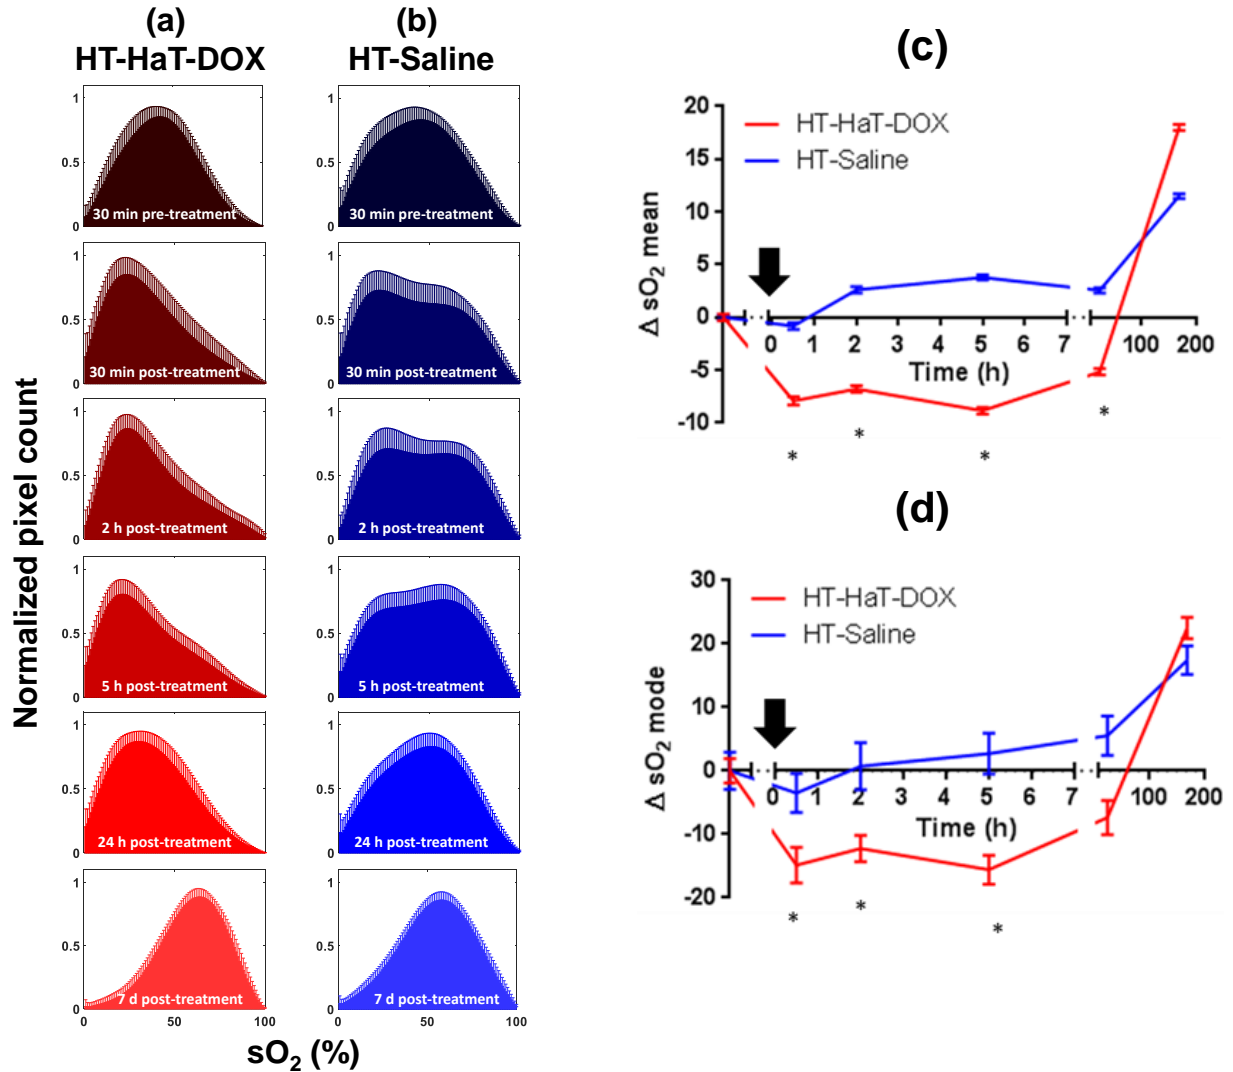 (a)
HT-HaT-DOX
(b)
HT-Saline
Normalized pixel count
1
0.5
0
30 min pre-treatment
1
0.5
0
30 min pre-treatment
1
0.5
0
30 min post-treatment
1
0.5
0
30 min post-treatment
1
0.5
0
2 h post-treatment
1
0.5
0
2 h post-treatment
1
0.5
0
5 h post-treatment
1
0.5
0
5 h post-treatment
1
0.5
0
24 h post-treatment
1
0.5
0
24 h post-treatment
1
0.5
0
7 d post-treatment
0 50 100
1
0.5
0
7 d post-treatment
0 50 100
sO2 (%)
(c)
Δ sO2 mean
20
15
10
5
0
-5
-10
HT-HaT-DOX
HT-Saline
0 1 2 3 4 5 6 7 100 200
Time (h)
* * * *
(d)
Δ sO2 mode
30
20
10
0
-10
-20
HT-HaT-DOX
HT-Saline
0 1 2 3 4 5 6 7 100 200
Time (h)
* * *